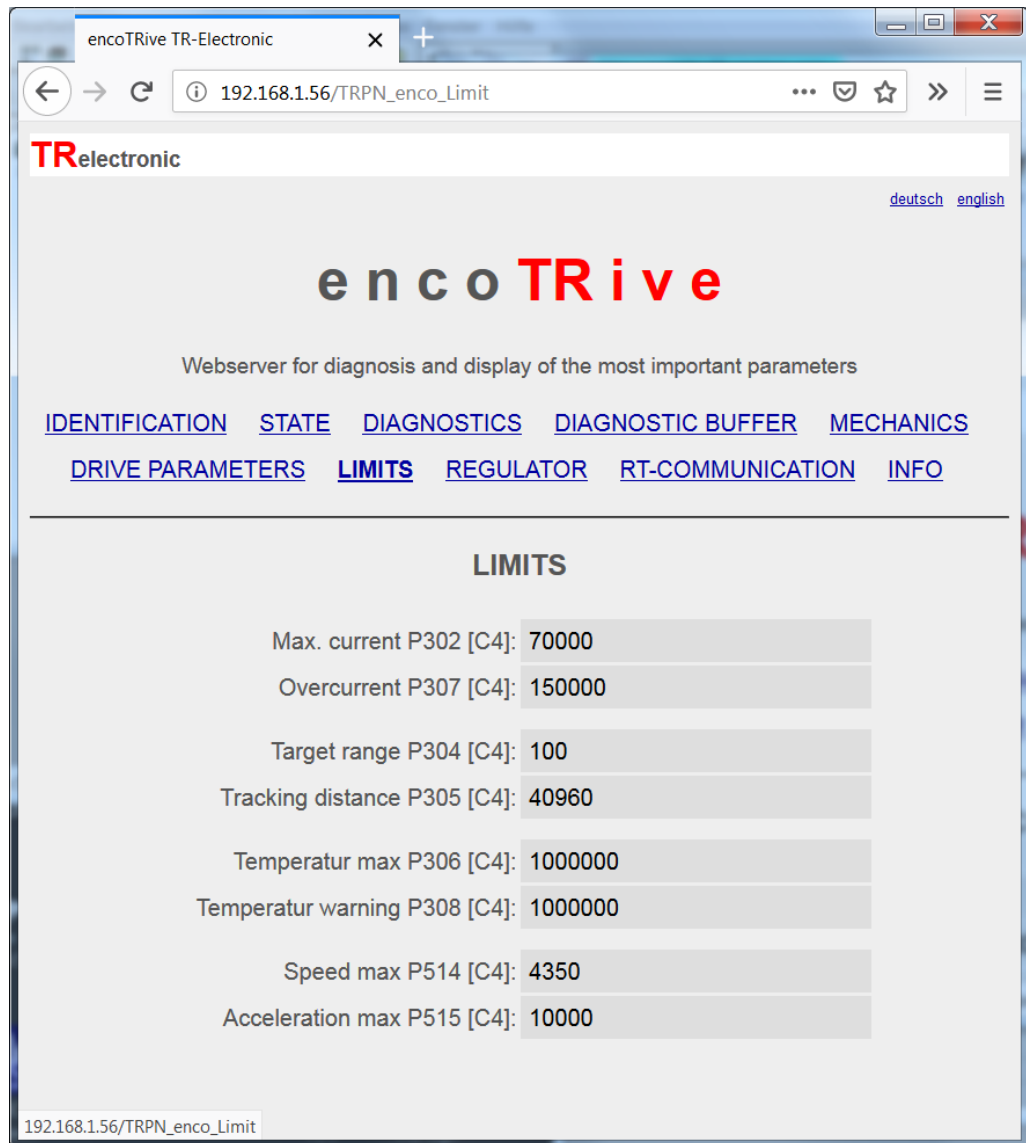 encoTRive TR-Electronic
192.168.1.56/TRPN_enco_Limit
TRelectronic
deutsch english
encoTRive
Webserver for diagnosis and display of the most important parameters
IDENTIFICATION STATE DIAGNOSTICS DIAGNOSTIC BUFFER MECHANICS
DRIVE PARAMETERS LIMITS REGULATOR RT-COMMUNICATION INFO
LIMITS
Max. current P302 [C4]: 70000
Overcurrent P307 [C4]: 150000
Target range P304 [C4]: 100
Tracking distance P305 [C4]: 40960
Temperatur max P306 [C4]: 1000000
Temperatur warning P308 [C4]: 1000000
Speed max P514 [C4]: 4350
Acceleration max P515 [C4]: 10000
192.168.1.56/TRPN_enco_Limit